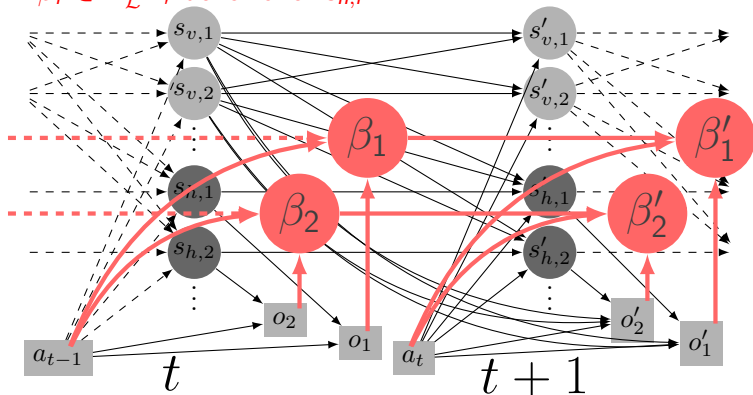 s_{v,1} s'_{v,1}
s_{v,2} s'_{v,2}
⋮ ⋮
β_1 β'_1
s_{h,1} s'_{h,1}
β_2 β'_2
s_{h,2} s'_{h,2}
⋮ ⋮
o_2 o'_2
o_1 o'_1
a_{t−1} a_t
t t + 1